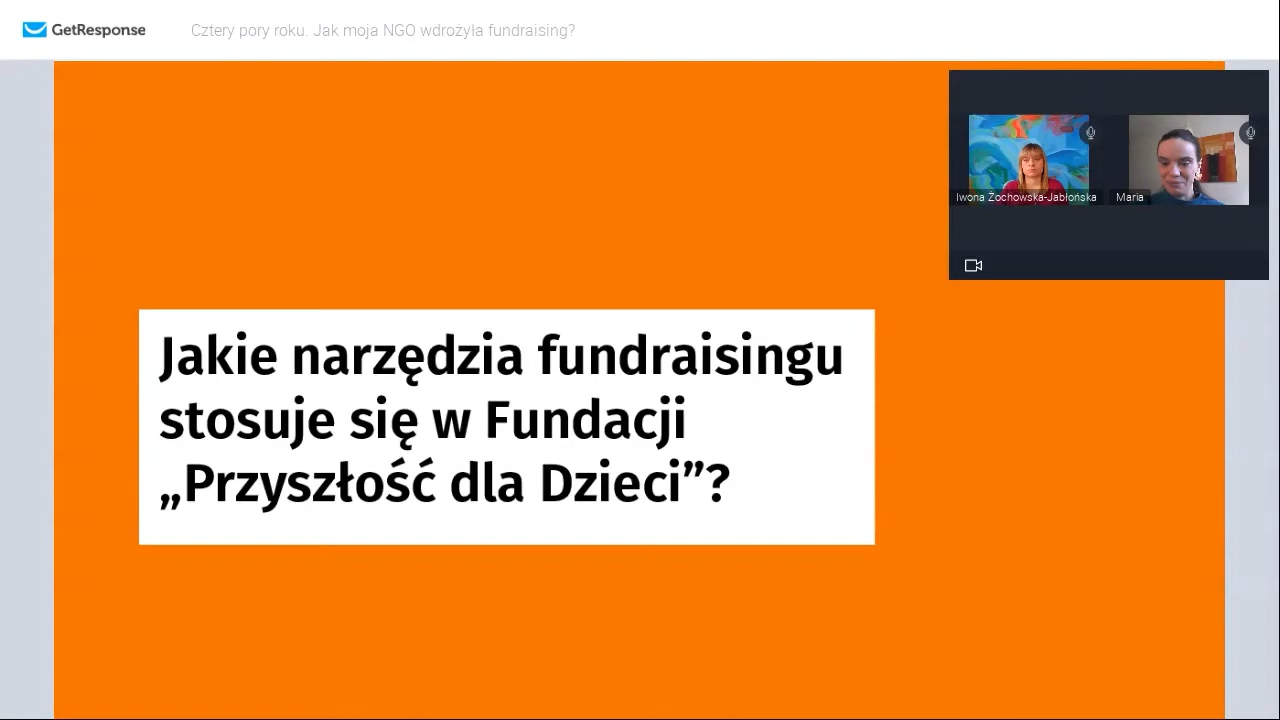 GetResponse
Cztery pory roku. Jak moja NGO wdrożyła fundraising?
Iwona Żochowska-Jabłońska
Maria
Jakie narzędzia fundraisingu
stosuje się w Fundacji
„Przyszłość dla Dzieci”?